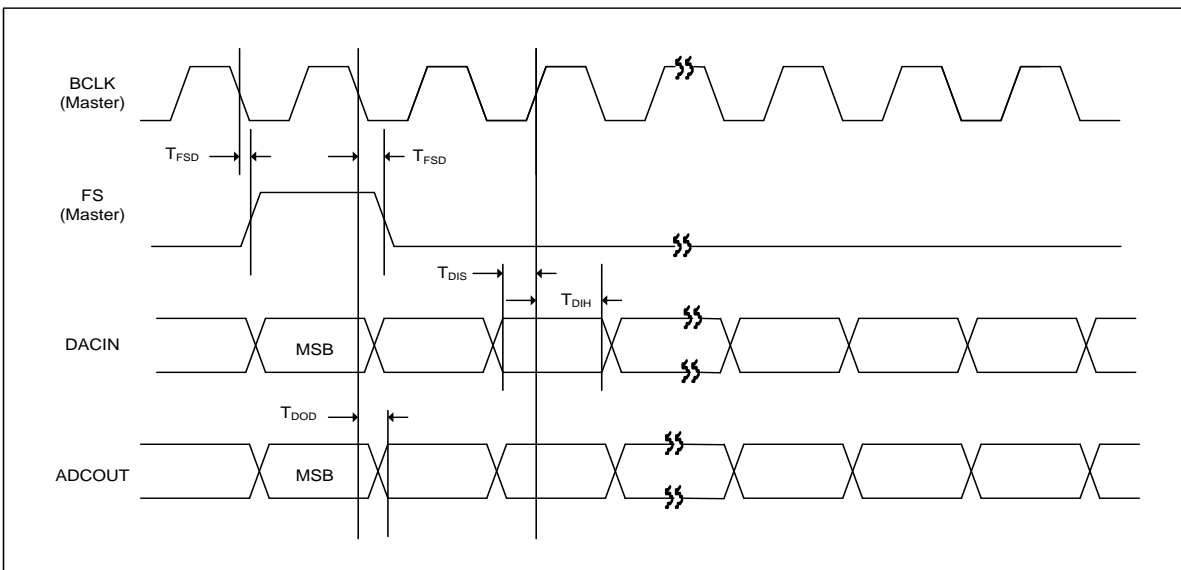 BCLK
(Master)
TFSD
TFSD
FS
(Master)
TDIS
TDIH
DACIN
MSB
TDOD
ADCOUT
MSB